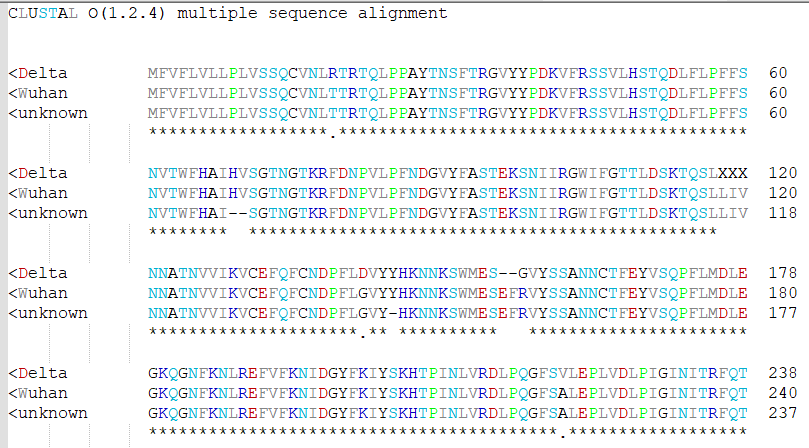 CLUSTAL O(1.2.4) multiple sequence alignment
<Delta        MFVFLVLLPLVSSQCVNLRTRTQLPPAYTNSFTRGVYYPDKVFRSSVLHSTQDLFLPFFS  60
<Wuhan        MFVFLVLLPLVSSQCVNLTTRTQLPPAYTNSFTRGVYYPDKVFRSSVLHSTQDLFLPFFS  60
<unknown      MFVFLVLLPLVSSQCVNLTTRTQLPPAYTNSFTRGVYYPDKVFRSSVLHSTQDLFLPFFS  60
              ******************.*****************************************
<Delta        NVTWFHAIHVSGTNGTKRFDNPVLPFNDGVYFASTEKSNIIRGWIFGTTLDSKTQSLXXX  120
<Wuhan        NVTWFHAIHVSGTNGTKRFDNPVLPFNDGVYFASTEKSNIIRGWIFGTTLDSKTQSLLIV  120
<unknown      NVTWFHAI--SGTNGTKRFDNPVLPFNDGVYFASTEKSNIIRGWIFGTTLDSKTQSLLIV  118
              ********  ***********************************************
<Delta        NNATNVVIKVCEFQFCNDPFLDVYYHKNNKSWMES--GVYSSANNCTFEYVSQPFLMDLE  178
<Wuhan        NNATNVVIKVCEFQFCNDPFLGVYYHKNNKSWMESEFRVYSSANNCTFEYVSQPFLMDLE  180
<unknown      NNATNVVIKVCEFQFCNDPFLGVY-HKNNKSWMESEFRVYSSANNCTFEYVSQPFLMDLE  177
              *********************.** **********   **********************
<Delta        GKQGNFKNLREFVFKNIDGYFKIYSKHTPINLVRDLPQGFSVLEPLVDLPIGINITRFQT  238
<Wuhan        GKQGNFKNLREFVFKNIDGYFKIYSKHTPINLVRDLPQGFSALEPLVDLPIGINITRFQT  240
<unknown      GKQGNFKNLREFVFKNIDGYFKIYSKHTPINLVRDLPQGFSALEPLVDLPIGINITRFQT  237
              *****************************************.******************